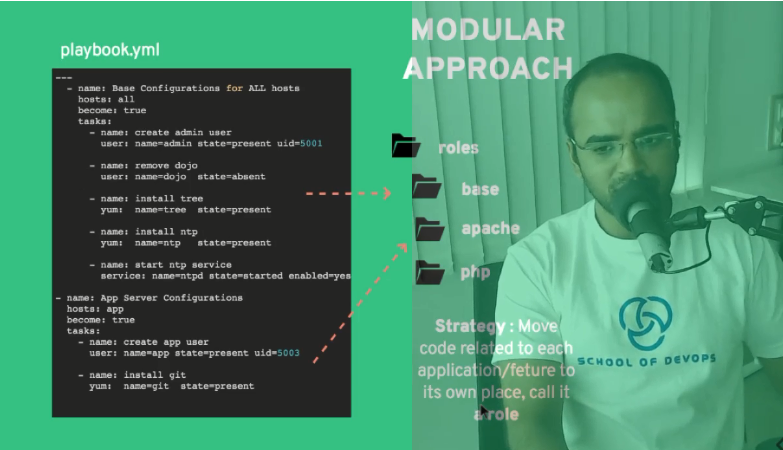 MODULAR
APPROACH
playbook.yml
---
- name: Base Configurations for ALL hosts
hosts: all
become: true
tasks:
- name: create admin user
user: name=admin state=present uid=5001
- name: remove dojo
user: name=dojo state=absent
- name: install tree
yum: name=tree state=present
- name: install ntp
yum: name=ntp state=present
- name: start ntp service
service: name=ntpd state=started enabled=yes
- name: App Server Configurations
hosts: app
become: true
tasks:
- name: create app user
user: name=app state=present uid=5003
- name: install git
yum: name=git state=present
roles
base
apache
php
Strategy : Move
code related to each
application/feture to
its own place, call it
a role
SCHOOL OF DEVOPS